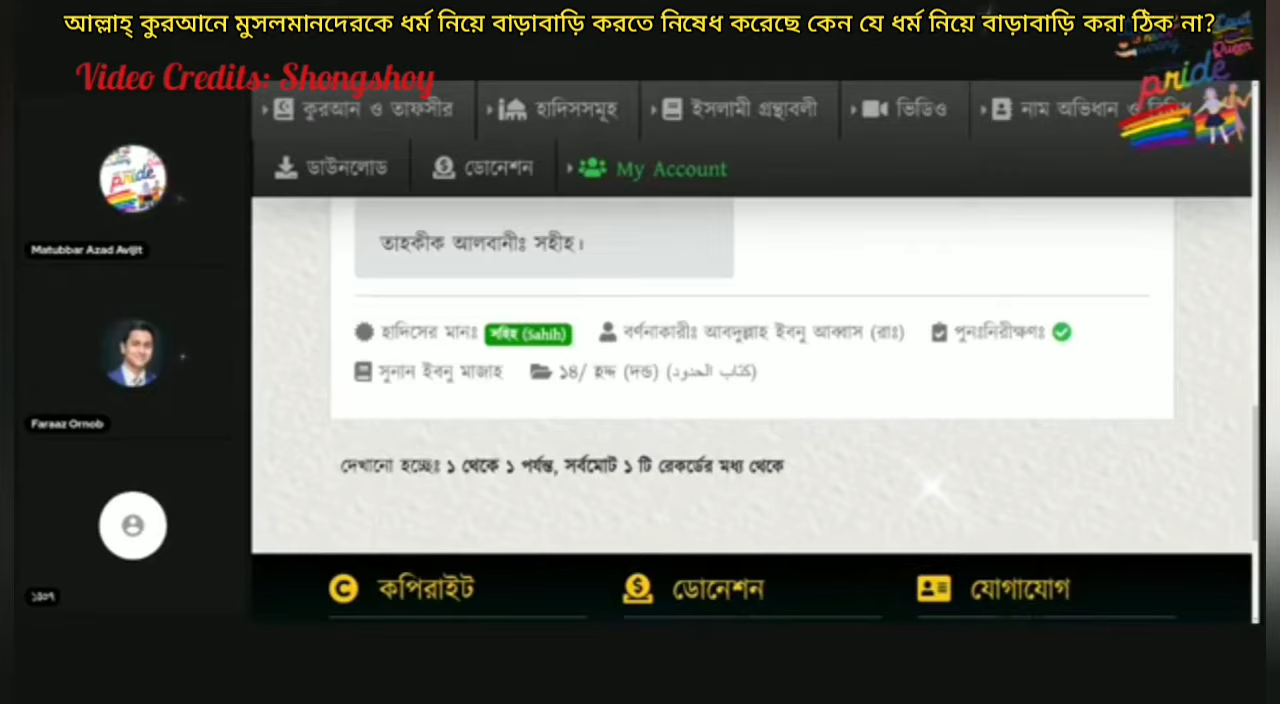 আল্লাহ্ কুরআনে মুসলমানদেরকে ধর্ম নিয়ে বাড়াবাড়ি করতে নিষেধ করেছে কেন যে ধর্ম নিয়ে বাড়াবাড়ি করা ঠিক না?
Video Credits: Shongshoy
pride
Queer
কুরআন ও তাফসীর
হাদিসসমূহ
ইসলামী গ্রন্থাবলী
ভিডিও
নাম অভিধান ও
ডাউনলোড
ডোনেশন
My Account
pride
Matubbar Azad Avijit
তাহকীক আলবানীঃ সহীহ।
হাদিসের মানঃ সহিহ (Sahih)
বর্ণনাকারীঃ আবদুল্লাহ ইবনু আব্বাস (রাঃ)
পুনঃনিরীক্ষণঃ
সুনান ইবনু মাজাহ
১৪/ হদ্দ (দন্ড) (كتاب الحدود)
Faraaz Ornob
দেখানো হচ্ছেঃ ১ থেকে ১ পর্যন্ত, সর্বমোট ১ টি রেকর্ডের মধ্য থেকে
কপিরাইট
ডোনেশন
যোগাযোগ